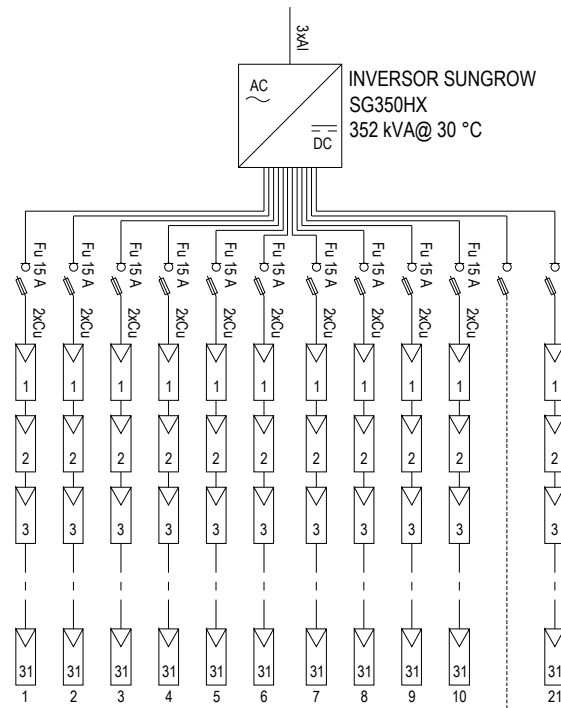 3xAl
AC
DC
INVERSOR SUNGROW
SG350HX
352 kVA@ 30 °C
Fu 15 A Fu 15 A Fu 15 A Fu 15 A Fu 15 A Fu 15 A Fu 15 A Fu 15 A Fu 15 A Fu 15 A
2xCu 2xCu 2xCu 2xCu 2xCu 2xCu 2xCu 2xCu 2xCu 2xCu
1 1 1 1 1 1 1 1 1 1 1
2 2 2 2 2 2 2 2 2 2 2
3 3 3 3 3 3 3 3 3 3 3
31 31 31 31 31 31 31 31 31 31 31
1 2 3 4 5 6 7 8 9 10 21